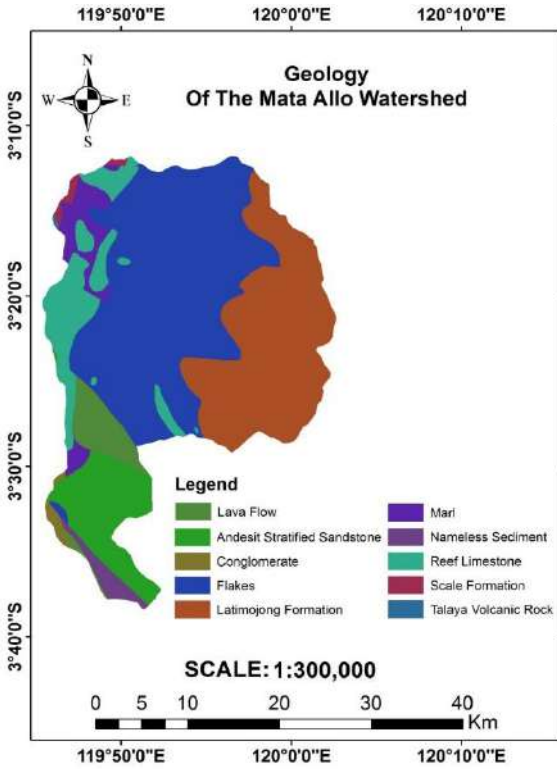 119°50'0"E 120°0'0"E 120°10'0"E
N
W E
S
Geology
Of The Mata Allo Watershed
3°10'0"S
3°20'0"S
3°30'0"S
3°40'0"S
Legend
Lava Flow
Andesit Stratified Sandstone
Conglomerate
Flakes
Latimojong Formation
Marl
Nameless Sediment
Reef Limestone
Scale Formation
Talaya Volcanic Rock
SCALE: 1:300,000
0 5 10 20 30 40
Km
119°50'0"E 120°0'0"E 120°10'0"E